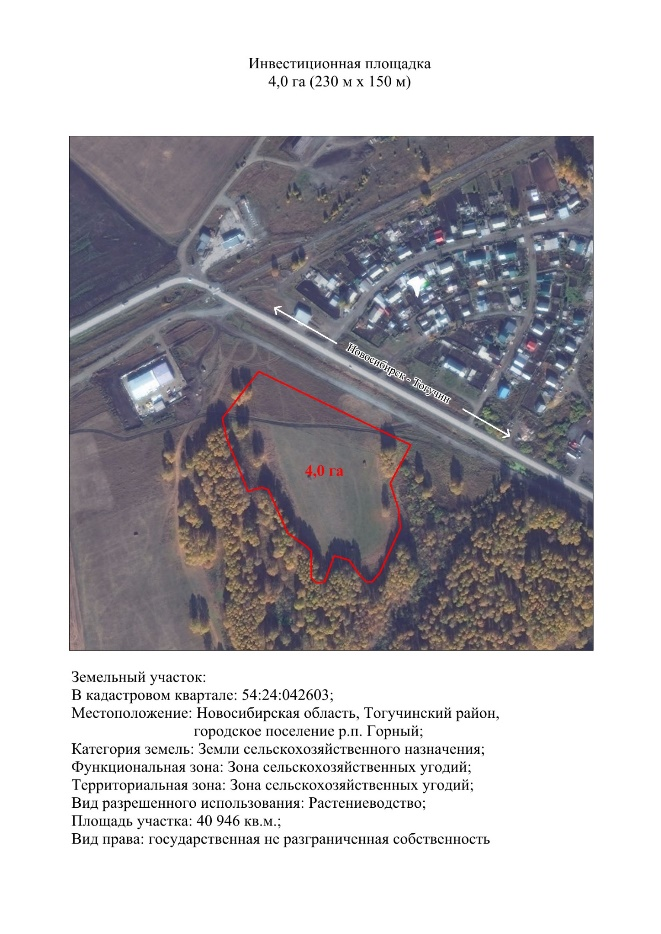 Инвестиционная площадка
4,0 га (230 м х 150 м)
Новосибирск - Тогучин
4,0 га
Земельный участок:
В кадастровом квартале: 54:24:042603;
Местоположение: Новосибирская область, Тогучинский район,
городское поселение р.п. Горный;
Категория земель: Земли сельскохозяйственного назначения;
Функциональная зона: Зона сельскохозяйственных угодий;
Территориальная зона: Зона сельскохозяйственных угодий;
Вид разрешенного использования: Растениеводство;
Площадь участка: 40 946 кв.м.;
Вид права: государственная не разграниченная собственность